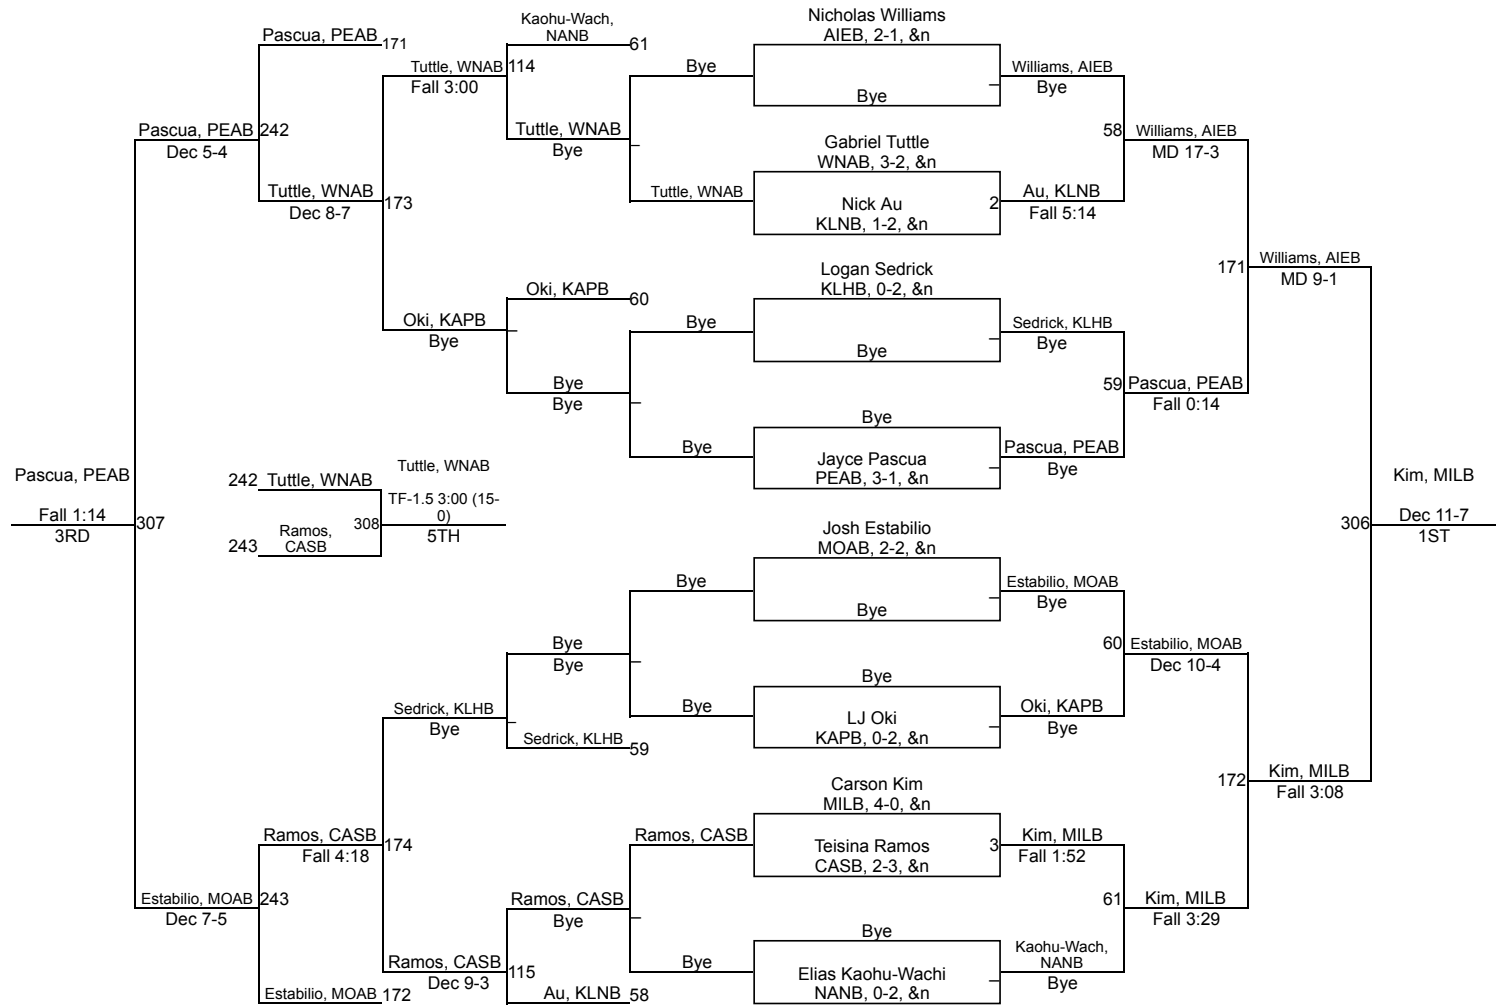 Nicholas Williams
AIEB, 2-1, &n
Bye
Gabriel Tuttle
WNAB, 3-2, &n
Nick Au
KLNB, 1-2, &n
2
Logan Sedrick
KLHB, 0-2, &n
Bye
Bye
Jayce Pascua
PEAB, 3-1, &n
Josh Estabilio
MOAB, 2-2, &n
Bye
Bye
LJ Oki
KAPB, 0-2, &n
Carson Kim
MILB, 4-0, &n
Teisina Ramos
CASB, 2-3, &n
3
Bye
Elias Kaohu-Wachi
NANB, 0-2, &n
Williams, AIEB
Bye
58
Au, KLNB
Fall 5:14
Sedrick, KLHB
Bye
59
Pascua, PEAB
Bye
Estabilio, MOAB
Bye
60
Oki, KAPB
Bye
Kim, MILB
Fall 1:52
61
Kaohu-Wach,
NANB
Bye
Williams, AIEB
MD 17-3
171
Pascua, PEAB
Fall 0:14
Estabilio, MOAB
Dec 10-4
172
Kim, MILB
Fall 3:29
Williams, AIEB
MD 9-1
306
Kim, MILB
Fall 3:08
Kim, MILB
Dec 11-7
1ST
Bye
Tuttle, WNAB
Bye
Bye
Bye
Bye
Ramos, CASB
Bye
Kaohu-Wach,
NANB
61
Tuttle, WNAB
Bye
Oki, KAPB
60
Bye
Bye
Bye
Bye
Sedrick, KLHB
59
Ramos, CASB
Bye
Au, KLNB
58
Tuttle, WNAB
114
Fall 3:00
Oki, KAPB
Bye
Sedrick, KLHB
Bye
Ramos, CASB
115
Dec 9-3
Pascua, PEAB
171
Tuttle, WNAB
173
Dec 8-7
Ramos, CASB
174
Fall 4:18
Estabilio, MOAB
172
Pascua, PEAB
242
Dec 5-4
Estabilio, MOAB
243
Dec 7-5
Pascua, PEAB
Fall 1:14
307
3RD
242
Tuttle, WNAB
243
Ramos,
CASB
308
Tuttle, WNAB
TF-1.5 3:00 (15-
0)
5TH